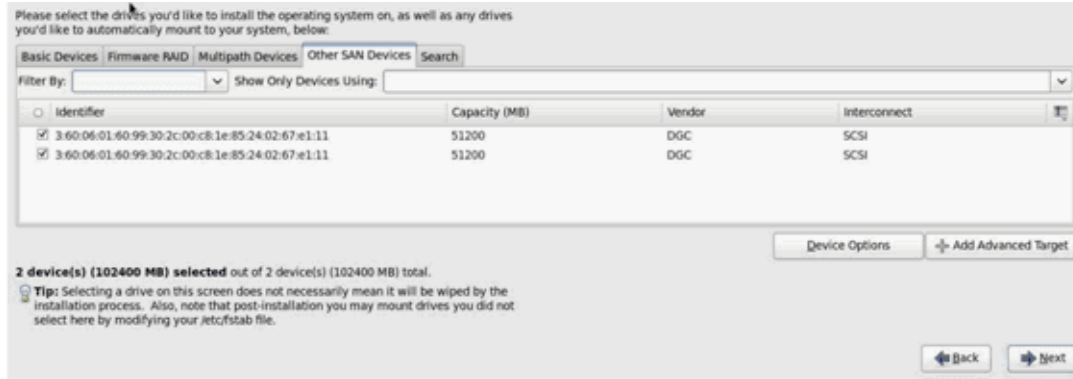 Please select the drives you'd like to install the operating system on, as well as any drives
you'd like to automatically mount to your system, below:
Basic Devices Firmware RAID Multipath Devices Other SAN Devices Search
Filter By: Show Only Devices Using:
Identifier Capacity (MB) Vendor Interconnect
3:60:06:01:60:99:30:2c:00:c8:1e:85:24:02:67:e1:11 51200 DGC SCSI
3:60:06:01:60:99:30:2c:00:c8:1e:85:24:02:67:e1:11 51200 DGC SCSI
Device Options Add Advanced Target
2 device(s) (102400 MB) selected out of 2 device(s) (102400 MB) total.
Tip: Selecting a drive on this screen does not necessarily mean it will be wiped by the
installation process. Also, note that post-installation you may mount drives you did not
select here by modifying your /etc/fstab file.
Back Next